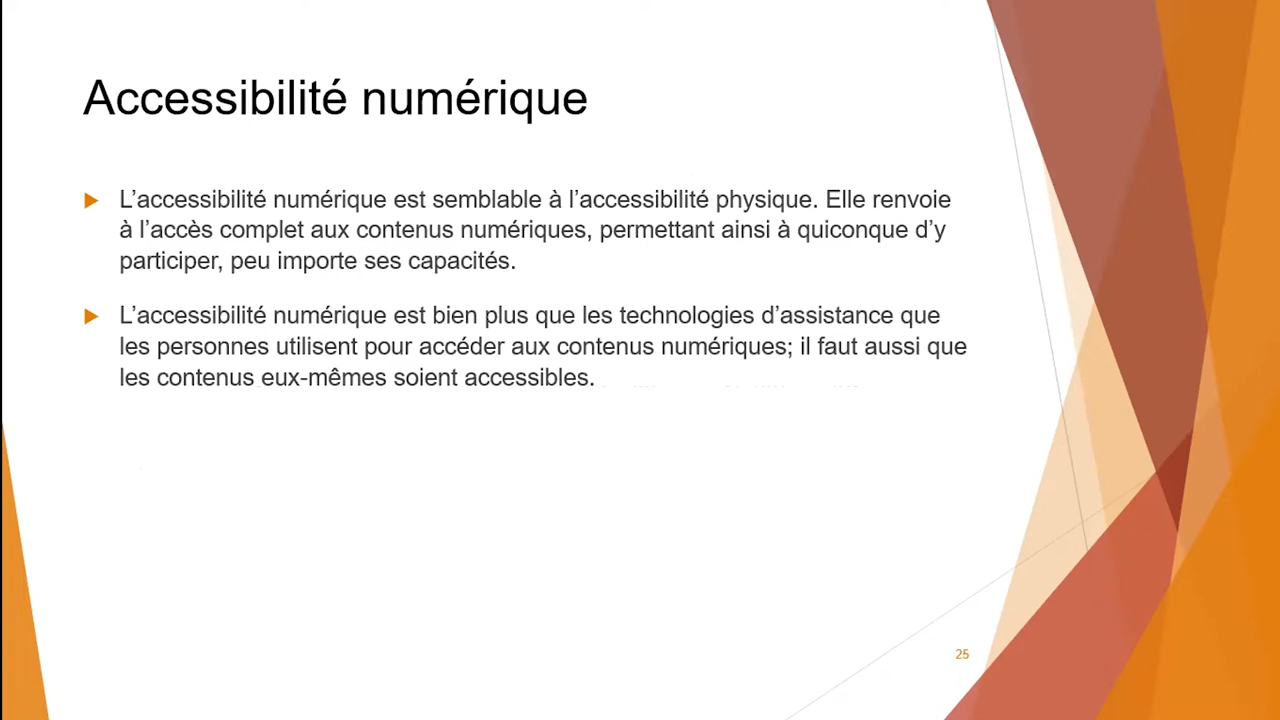 Accessibilité numérique
L’accessibilité numérique est semblable à l’accessibilité physique. Elle renvoie
à l’accès complet aux contenus numériques, permettant ainsi à quiconque d’y
participer, peu importe ses capacités.
L’accessibilité numérique est bien plus que les technologies d’assistance que
les personnes utilisent pour accéder aux contenus numériques; il faut aussi que
les contenus eux-mêmes soient accessibles.
25